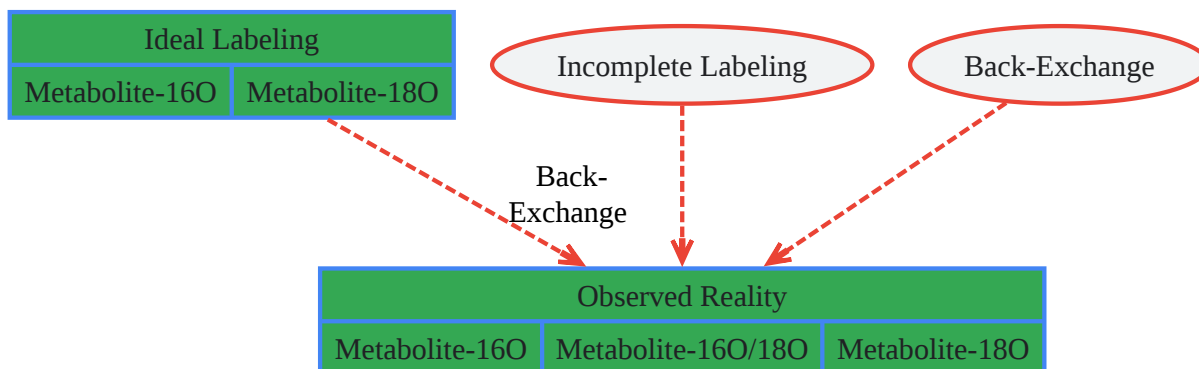 Ideal Labeling
Metabolite-16O
Metabolite-18O
Incomplete Labeling
Back-Exchange
Back-
Exchange
Observed Reality
Metabolite-16O
Metabolite-16O/18O
Metabolite-18O